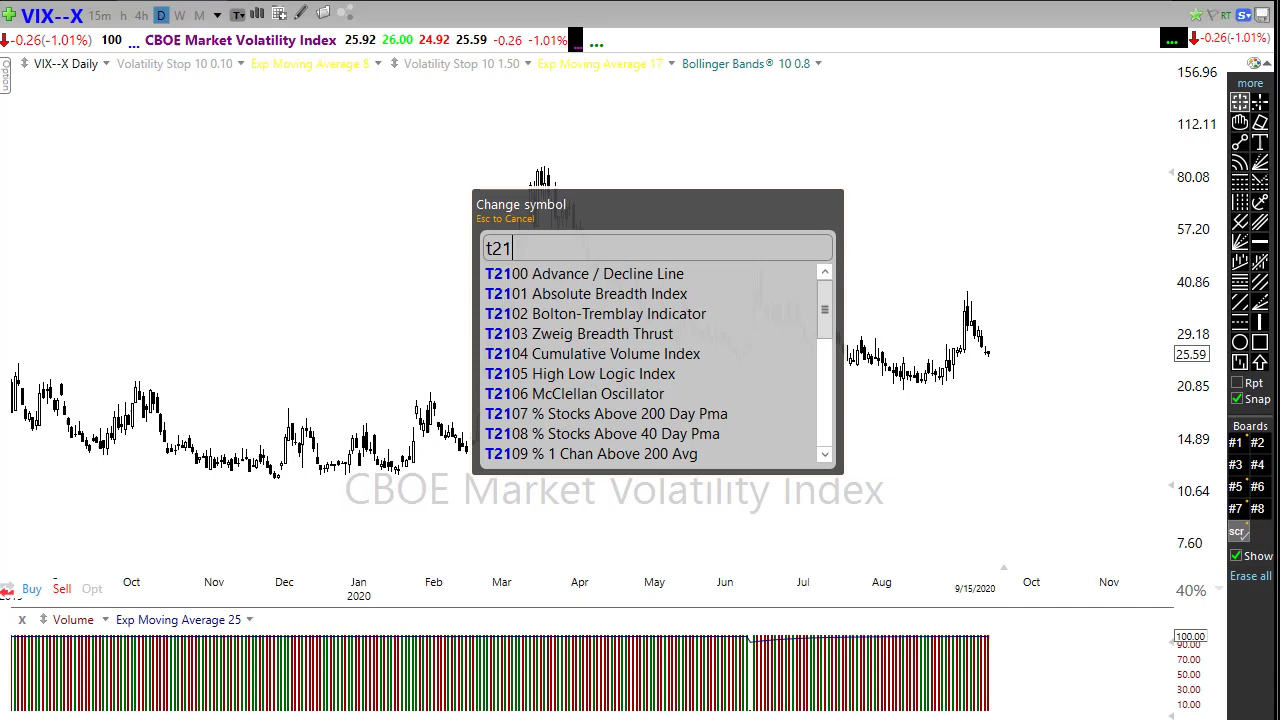 VIX--X 15m h 4h D W M T RT S
-0.26(-1.01%) 100 ... CBOE Market Volatility Index 25.92 26.00 24.92 25.59 -0.26 -1.01% ... ... ... -0.26(-1.01%)
Option
VIX--X Daily Volatility Stop 10 0.10 Exp Moving Average 8 Volatility Stop 10 1.50 Exp Moving Average 17 Bollinger Bands® 10 0.8
156.96
112.11
80.08
57.20
40.86
29.18
25.59
20.85
14.89
10.64
7.60
Change symbol
Esc to Cancel
t21
T2100 Advance / Decline Line
T2101 Absolute Breadth Index
T2102 Bolton-Tremblay Indicator
T2103 Zweig Breadth Thrust
T2104 Cumulative Volume Index
T2105 High Low Logic Index
T2106 McClellan Oscillator
T2107 % Stocks Above 200 Day Pma
T2108 % Stocks Above 40 Day Pma
T2109 % 1 Chan Above 200 Avg
CBOE Market Volatility Index
more
T
Rpt
Snap
Boards
#1 #2
#3 #4
#5 #6
#7 #8
scr
Show
Erase all
Oct Nov Dec Jan Feb Mar Apr May Jun Jul Aug 9/15/2020 Oct Nov
2020
Buy Sell Opt
40%
X Volume Exp Moving Average 25
100.00
90.00
70.00
50.00
30.00
10.00